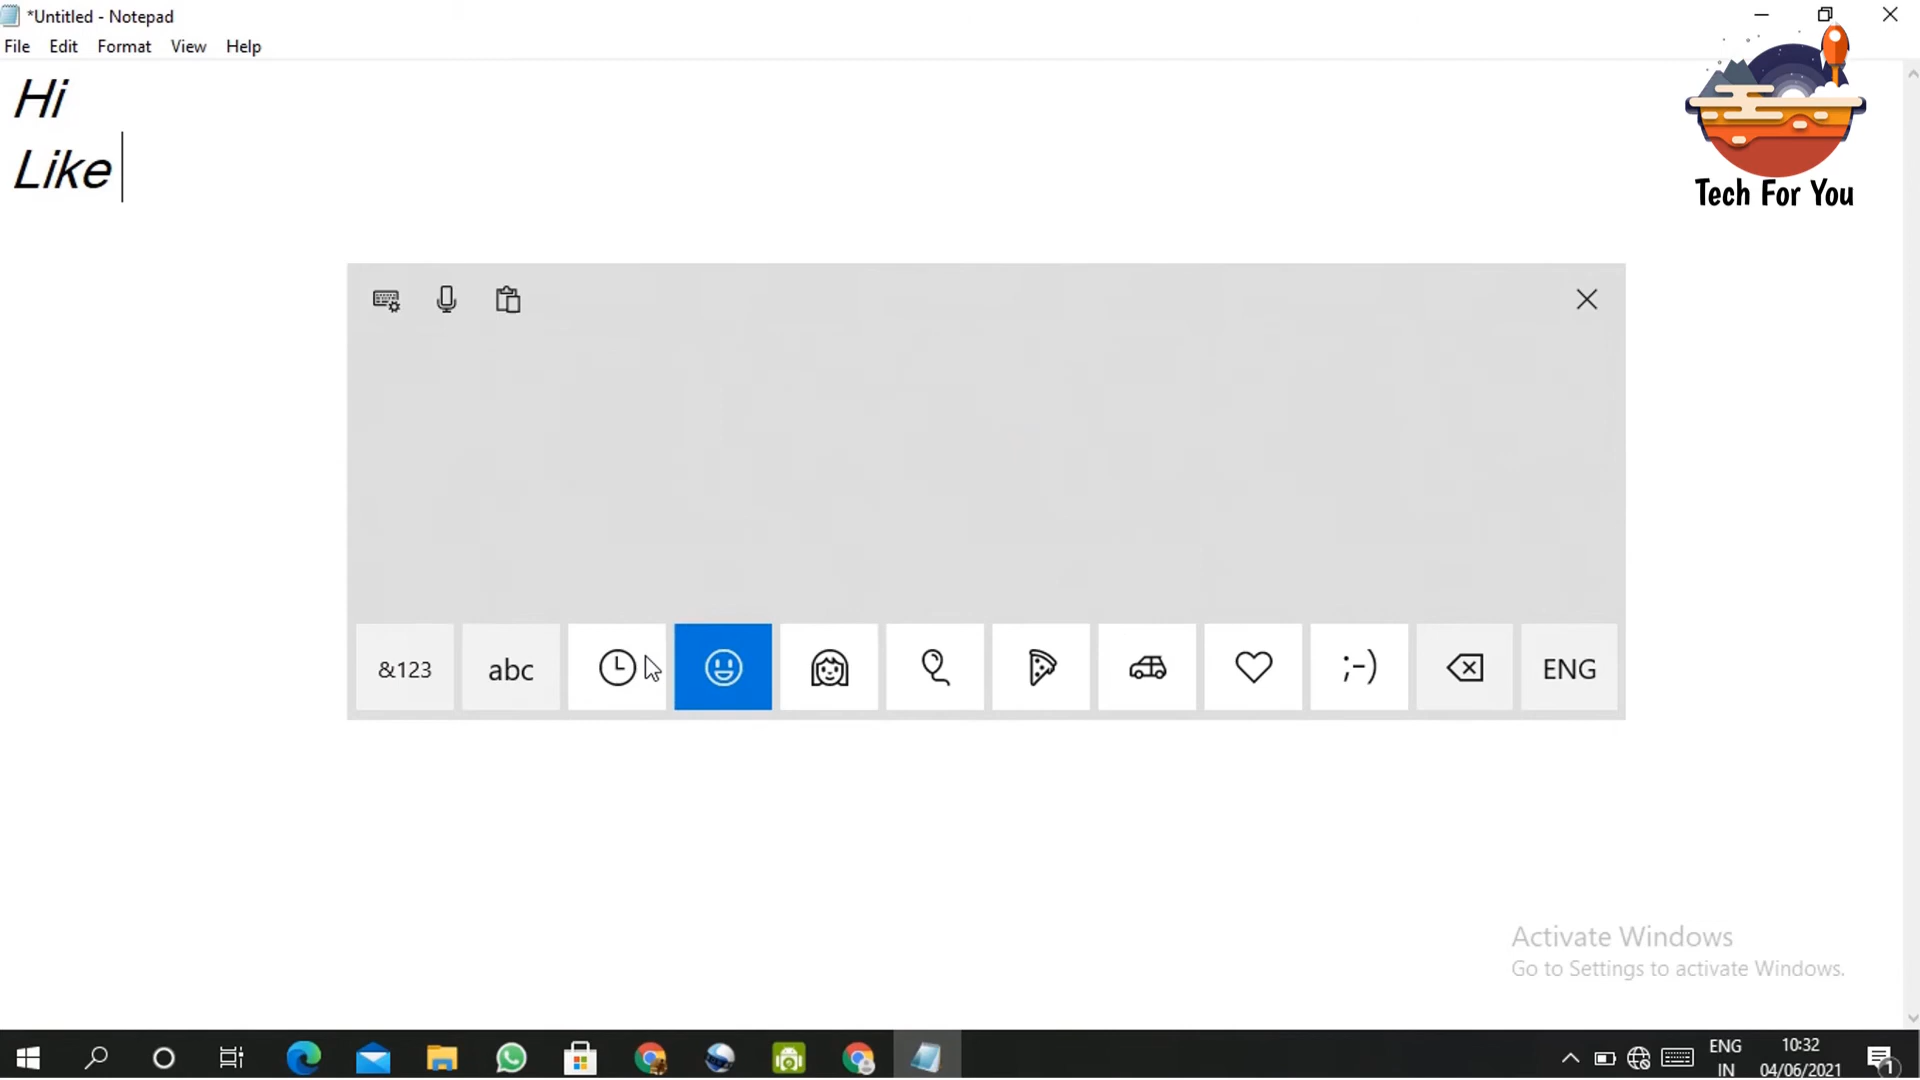 *Untitled - Notepad
File Edit Format View Help
Hi
Like
Tech For You
&123 abc ;-) ENG
Activate Windows
Go to Settings to activate Windows.
ENG 10:32
IN 04/06/2021 1